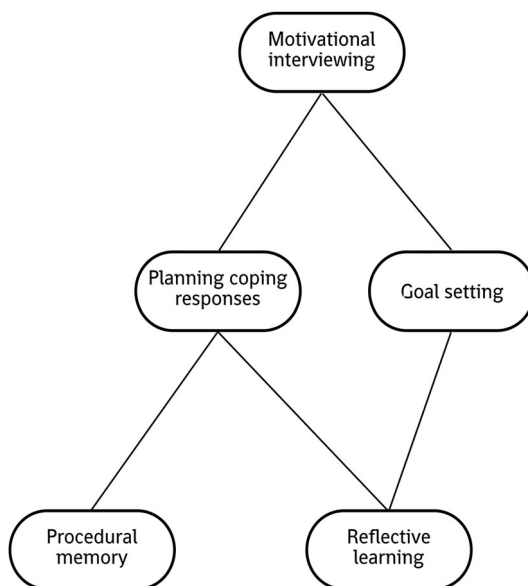 Motivational
interviewing
Planning coping
responses
Goal setting
Procedural
memory
Reflective
learning